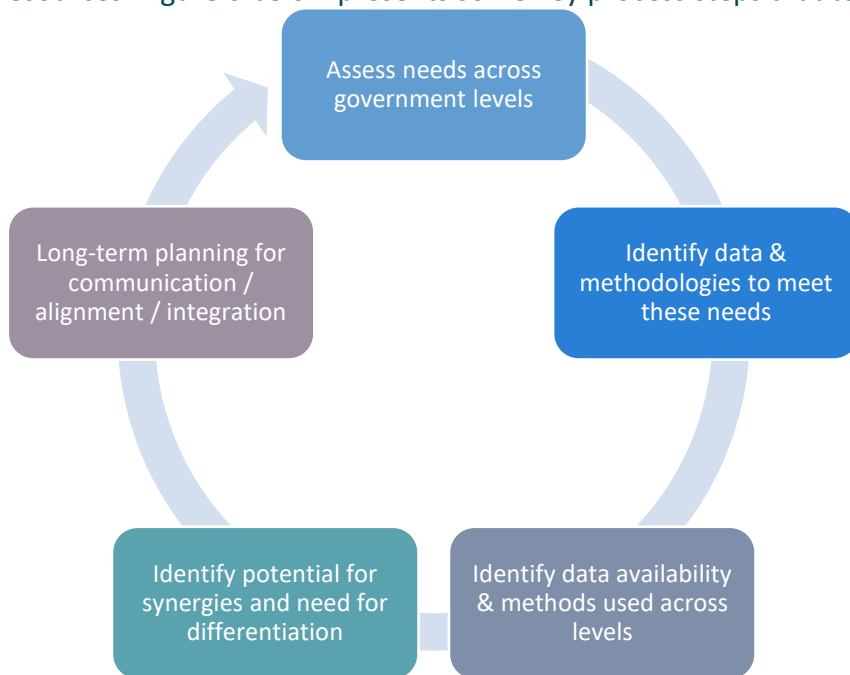 Assess needs across
government levels
Identify data &
methodologies to meet
these needs
Identify data availability
& methods used across
levels
Identify potential for
synergies and need for
differentiation
Long-term planning for
communication /
alignment / integration